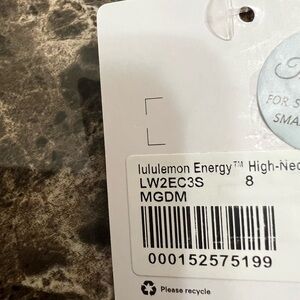 FOR S
SMA
lululemon Energy™ High-Nec
LW2EC3S 8
MGDM
000152575199
Please recycle